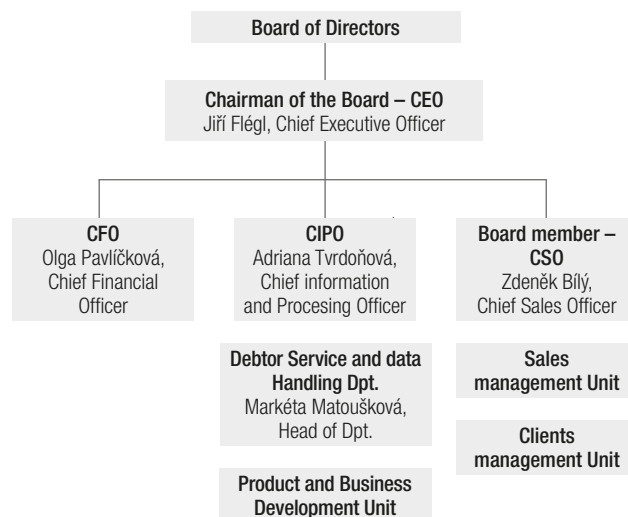 Board of Directors
Chairman of the Board – CEO
Jiří Flégl, Chief Executive Officer
CFO
Olga Pavlíčková,
Chief Financial
Officer
CIPO
Adriana Tvrdoňová,
Chief information
and Procesing Officer
Board member –
CSO
Zdeněk Bílý,
Chief Sales Officer
Debtor Service and data
Handling Dpt.
Markéta Matoušková,
Head of Dpt.
Sales
management Unit
Clients
management Unit
Product and Business
Development Unit